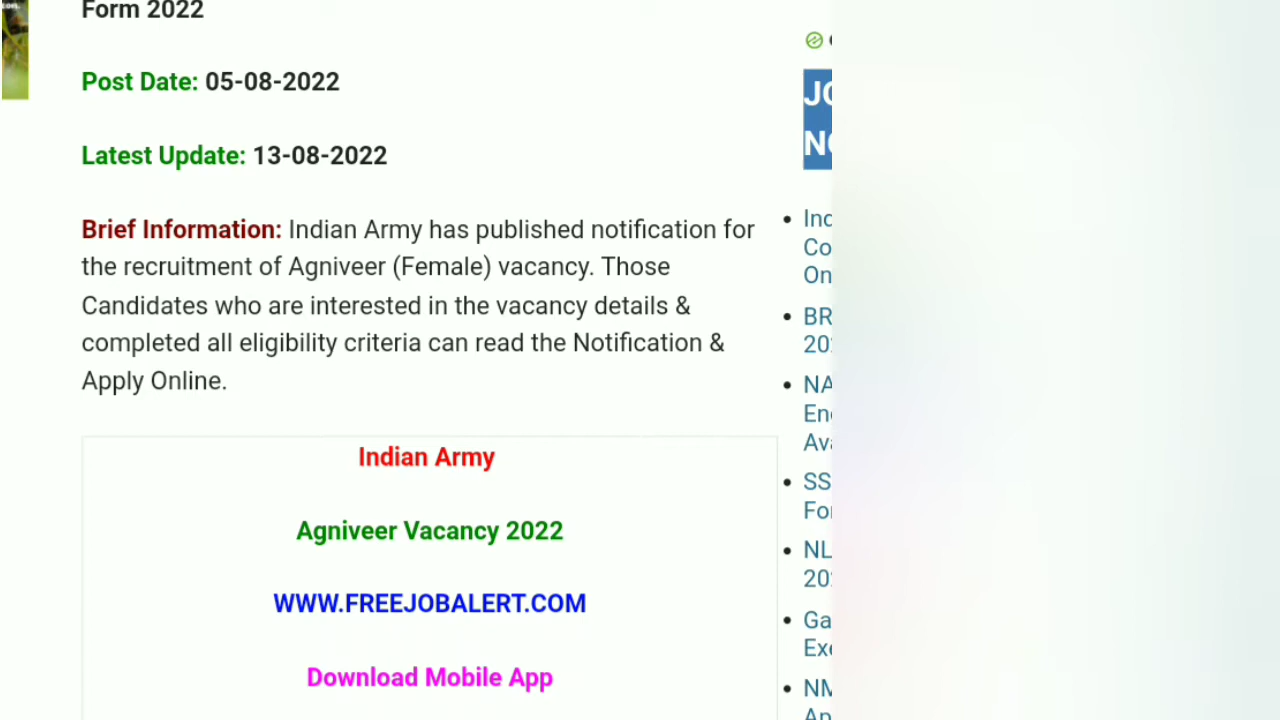 Form 2022
Post Date: 05-08-2022
Latest Update: 13-08-2022
Brief Information: Indian Army has published notification for
the recruitment of Agniveer (Female) vacancy. Those
Candidates who are interested in the vacancy details &
completed all eligibility criteria can read the Notification &
Apply Online.
Indian Army
Agniveer Vacancy 2022
WWW.FREEJOBALERT.COM
Download Mobile App